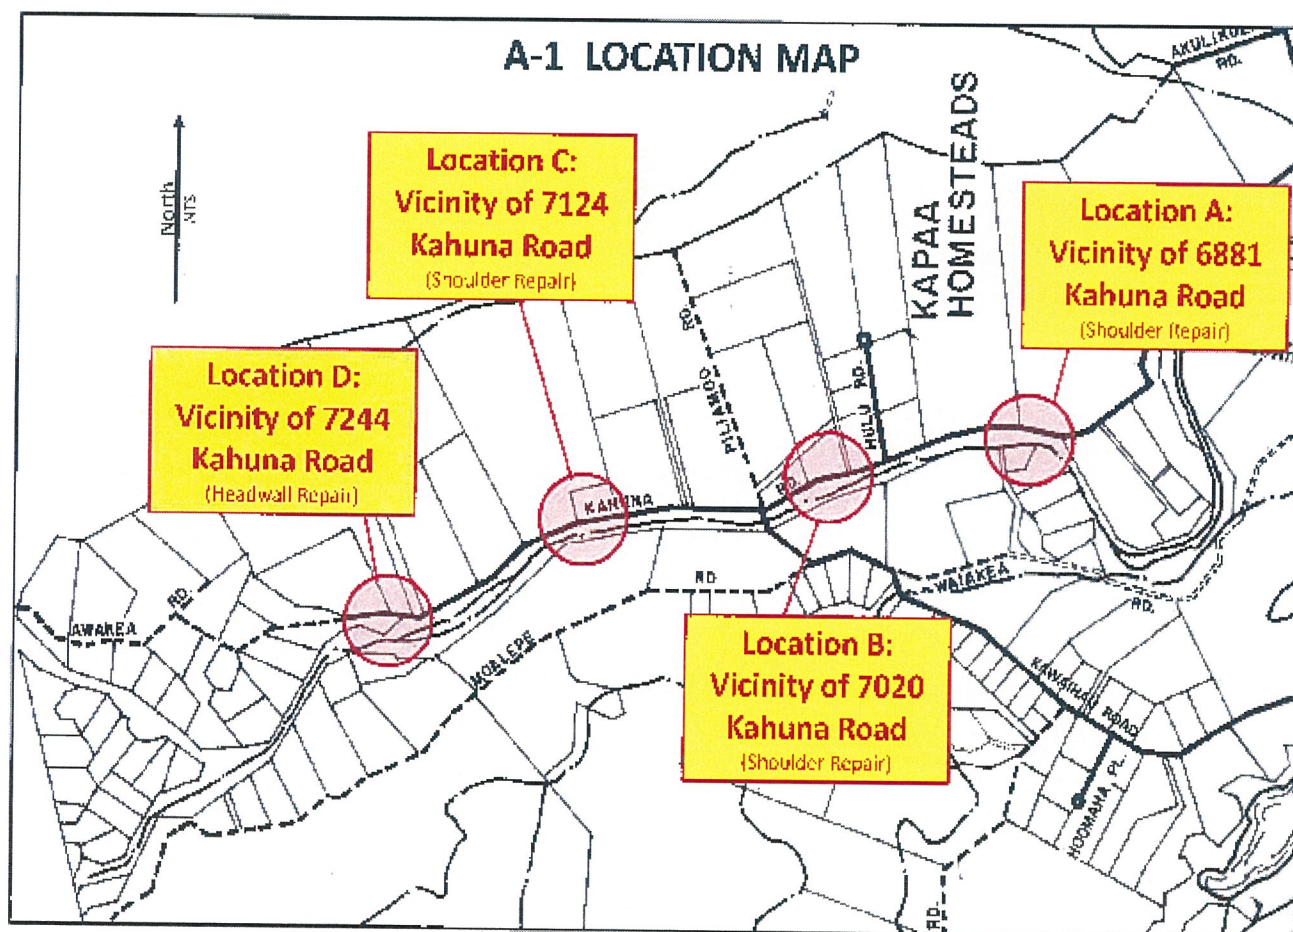 A-1 LOCATION MAP
AKULIKULI
RD.
North
NTS
Location C:
Vicinity of 7124
Kahuna Road
(Shoulder Repair)
KAPAA
HOMESTEADS
Location A:
Vicinity of 6881
Kahuna Road
(Shoulder Repair)
Location D:
Vicinity of 7244
Kahuna Road
(Headwall Repair)
RD.
HULU RD.
KAHUNA
RD.
RD.
WAIAKEA
RD.
AWAKEA
RD.
MOALEPE
Location B:
Vicinity of 7020
Kahuna Road
(Shoulder Repair)
KAWAIHAU ROAD
HOOMAHA PL.
RD.